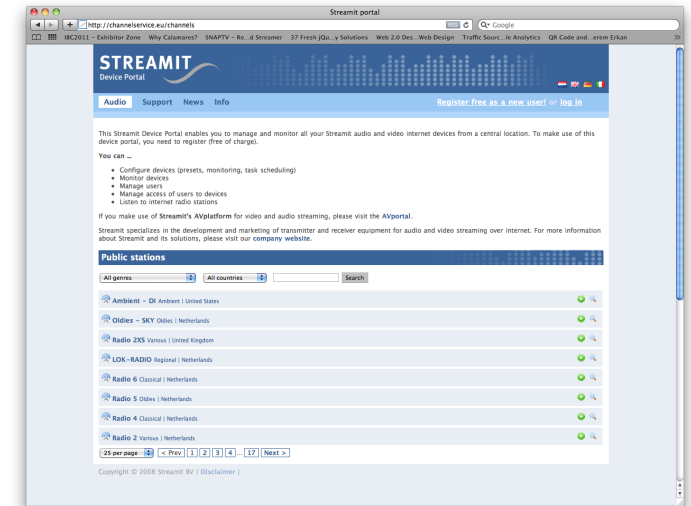 Streamit portal
http://channelservice.eu/channels
RSS
Google
IBC2011 – Exhibitor Zone Why Calamares? SNAPTV – Re...d Streamer 37 Fresh jQu...y Solutions Web 2.0 Des...Web Design Traffic Sourc...le Analytics QR Code and...erem Erkan
STREAMIT
Device Portal
Audio Support News Info Register free as a new user! or log in
This Streamit Device Portal enables you to manage and monitor all your Streamit audio and video internet devices from a central location. To make use of this
device portal, you need to register (free of charge).
You can ...
• Configure devices (presets, monitoring, task scheduling)
• Monitor devices
• Manage users
• Manage access of users to devices
• Listen to internet radio stations
If you make use of Streamit's AVplatform for video and audio streaming, please visit the AVportal.
Streamit specializes in the development and marketing of transmitter and receiver equipment for audio and video streaming over internet. For more information
about Streamit and its solutions, please visit our company website.
Public stations
All genres All countries Search
Ambient – DI Ambient | United States
Oldies – SKY Oldies | Netherlands
Radio 2XS Various | United Kingdom
LOK-RADIO Regional | Netherlands
Radio 6 Classical | Netherlands
Radio 5 Oldies | Netherlands
Radio 4 Classical | Netherlands
Radio 2 Various | Netherlands
25 per page < Prev 1 2 3 4 ... 17 Next >
Copyright © 2008 Streamit BV | Disclaimer |